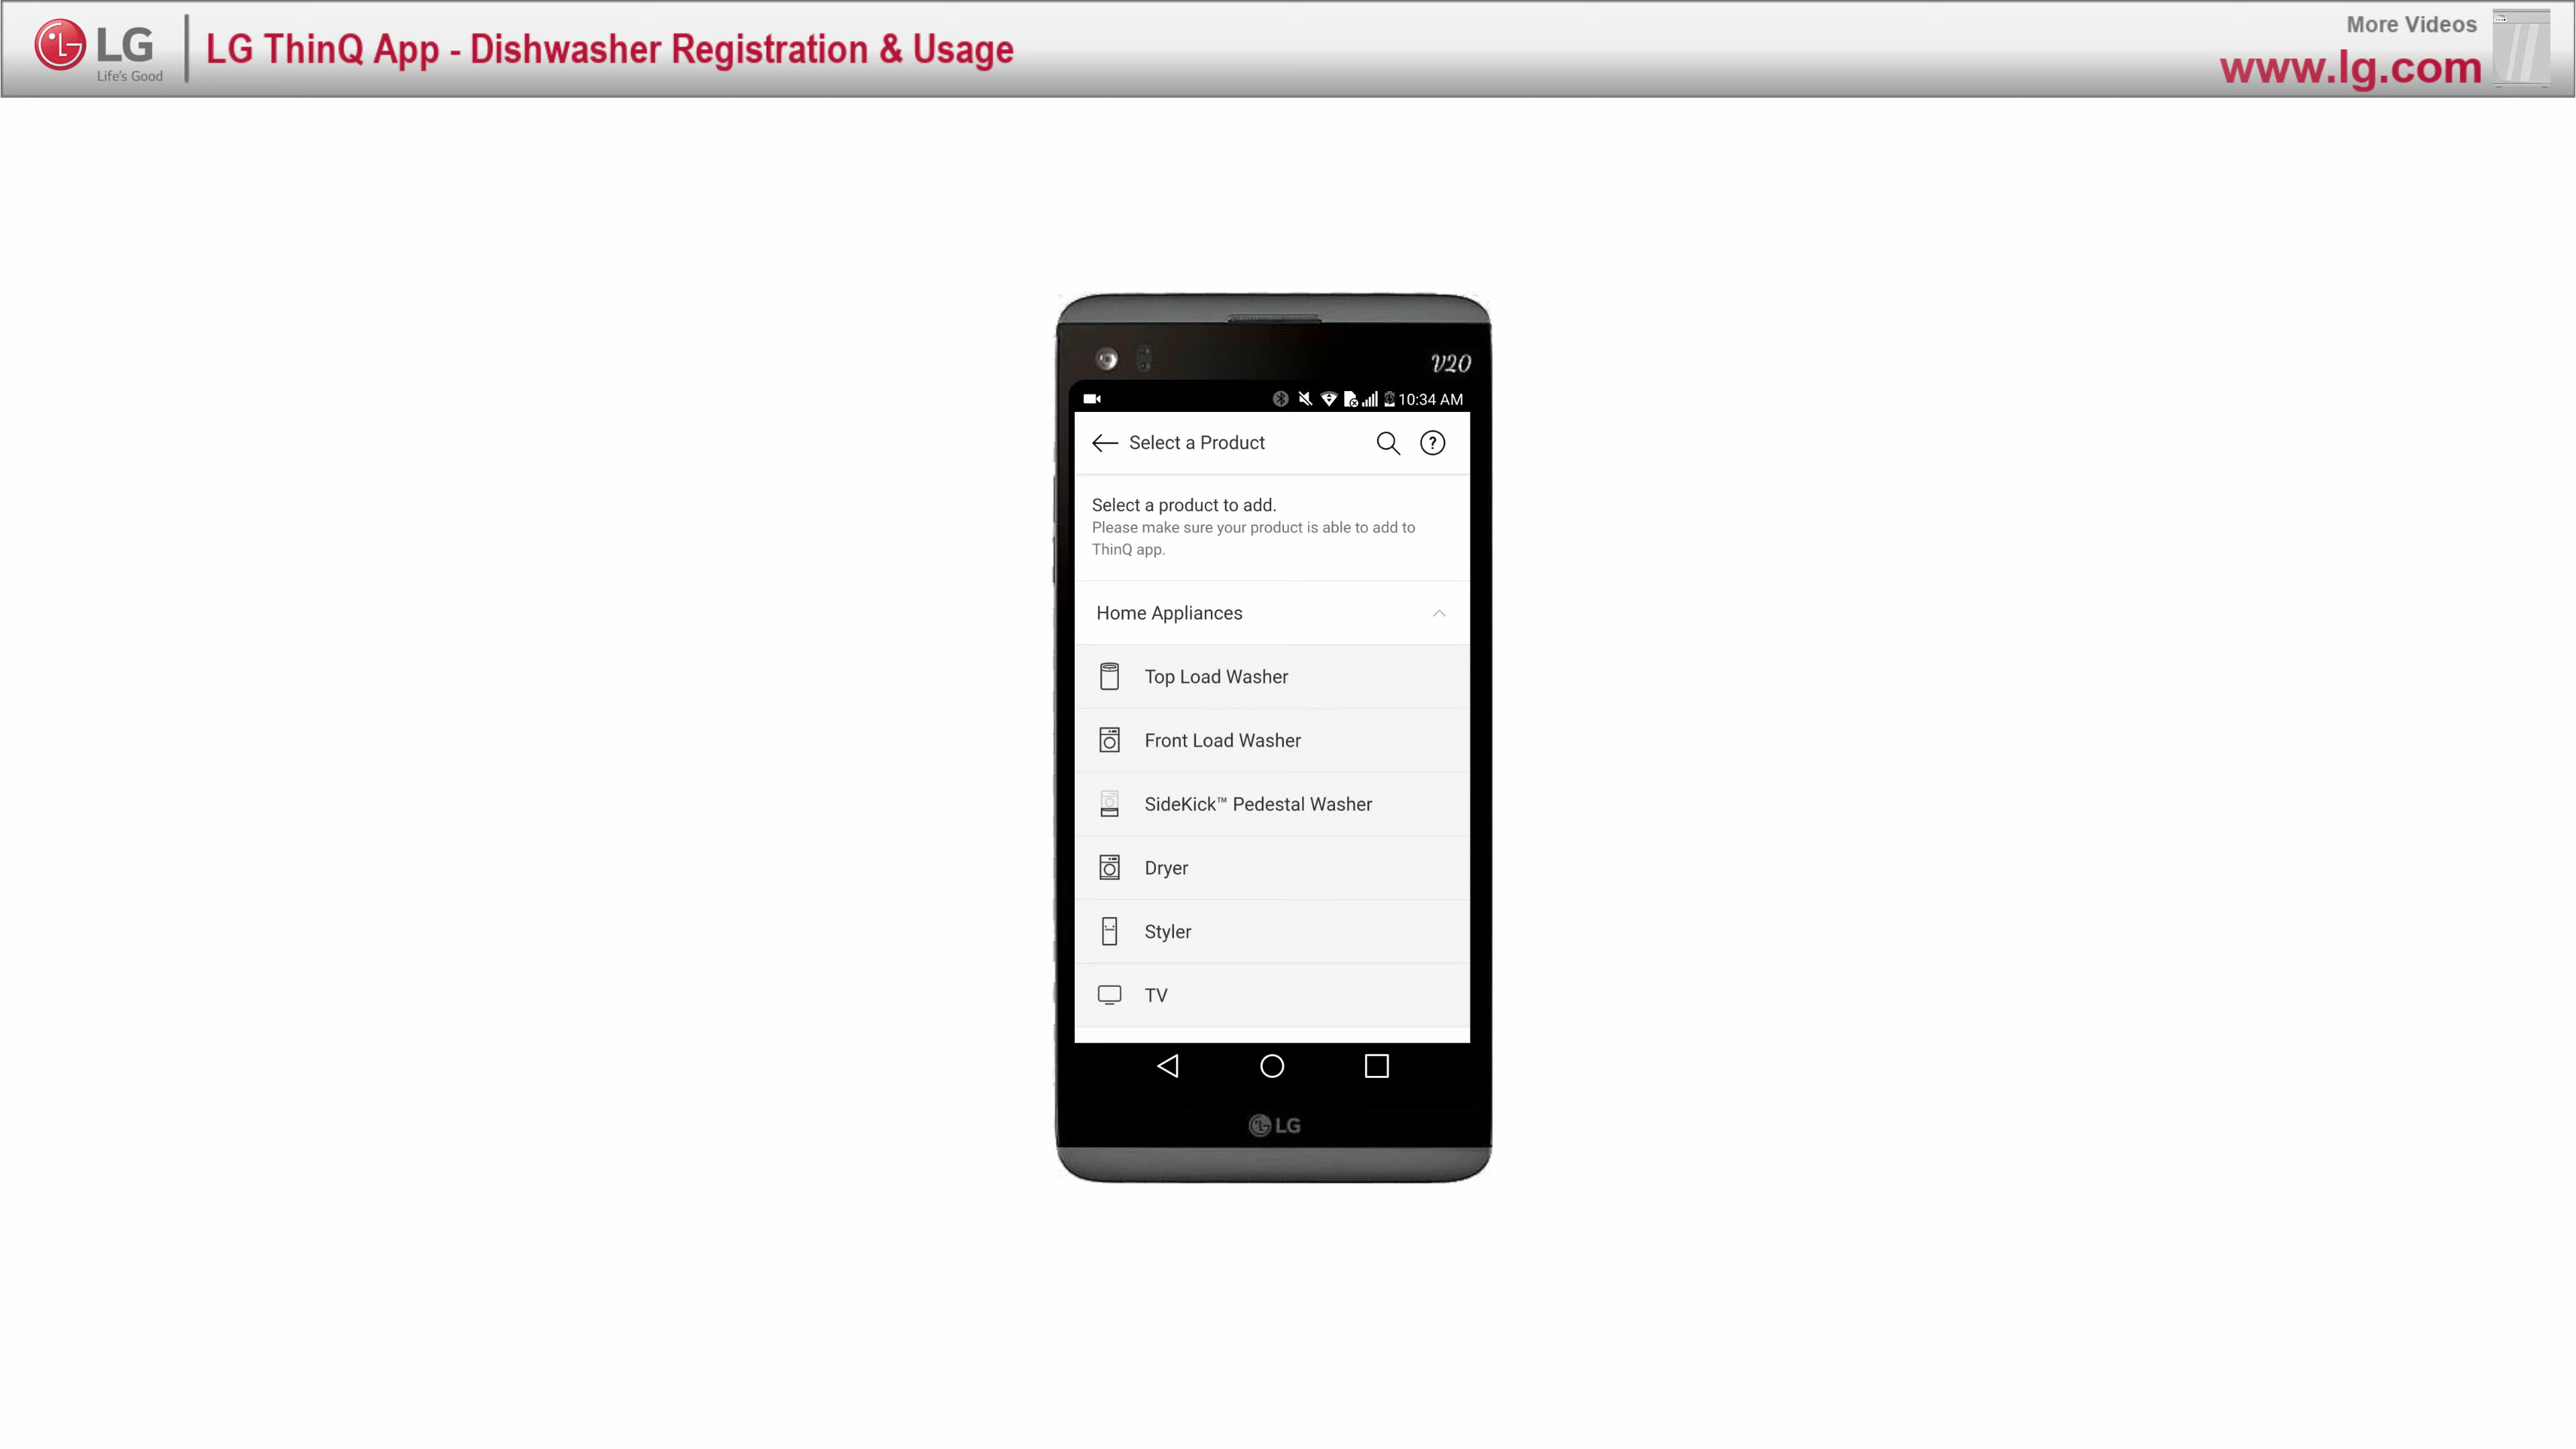 LG
Life's Good
LG ThinQ App - Dishwasher Registration & Usage
More Videos
www.lg.com
V20
10:34 AM
Select a Product
?
Select a product to add.
Please make sure your product is able to add to
ThinQ app.
Home Appliances
Top Load Washer
Front Load Washer
SideKick™ Pedestal Washer
Dryer
Styler
TV
LG